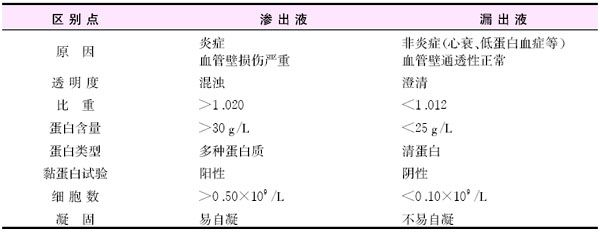 区别点 渗出液 漏出液
原因 炎症 非炎症(心衰、低蛋白血症等)
血管壁损伤严重 血管壁通透性正常
透明度 混浊 澄清
比重 >1.020 <1.012
蛋白含量 >30 g/L <25 g/L
蛋白类型 多种蛋白质 清蛋白
黏蛋白试验 阳性 阴性
细胞数 >0.50×10⁹/L <0.10×10⁹/L
凝固 易自凝 不易自凝